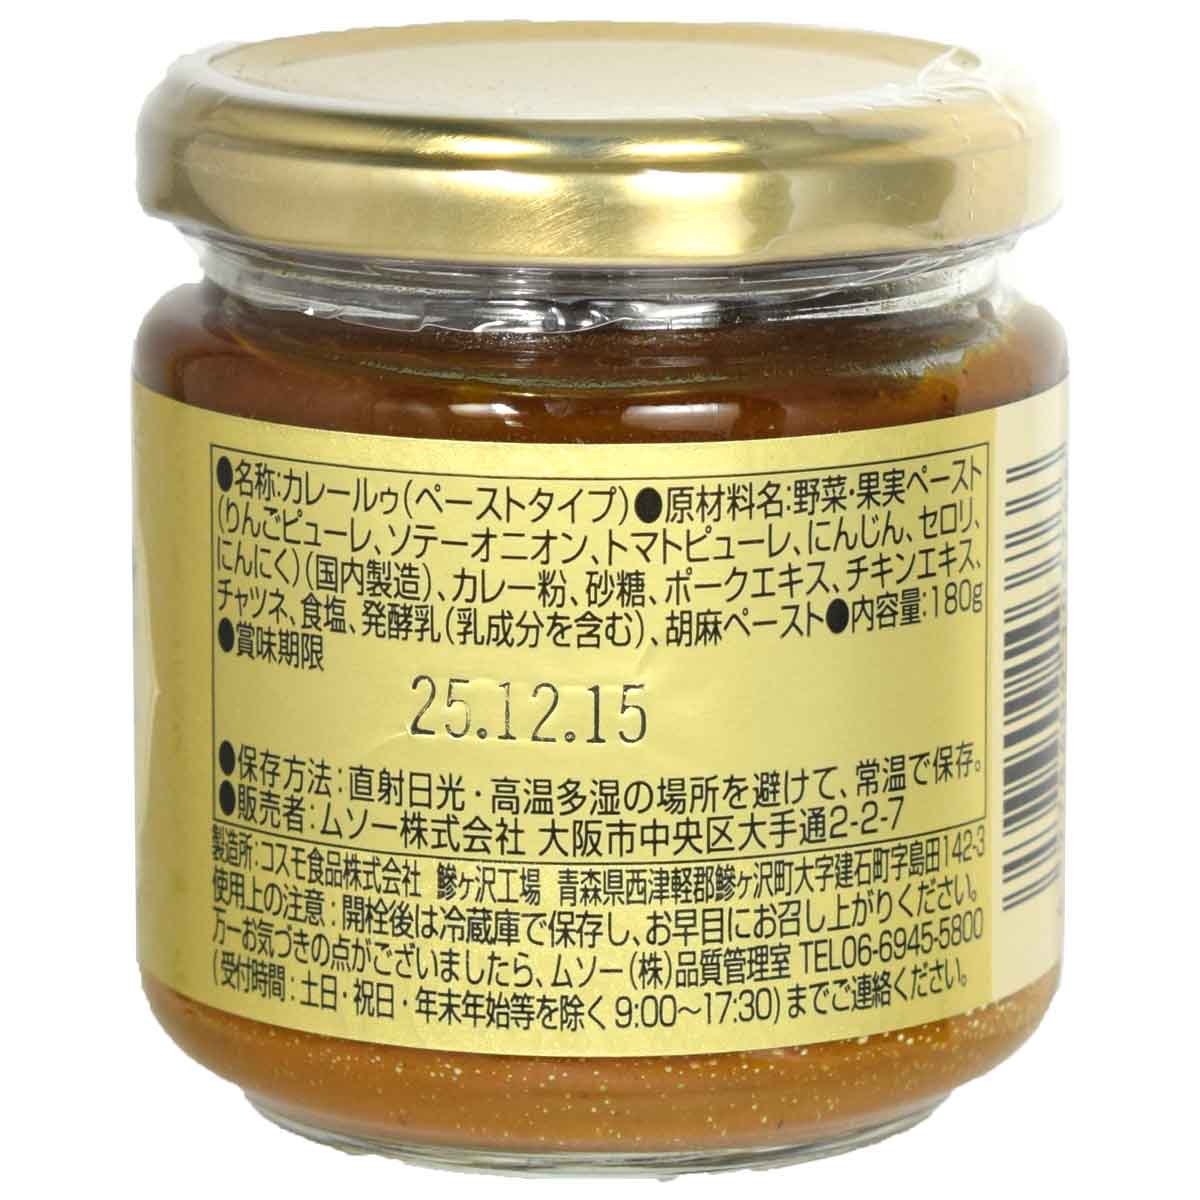 ●名称:カレールゥ(ペーストタイプ)●原材料名:野菜・果実ペースト
(りんごピューレ、ソテーオニオン、トマトピューレ、にんじん、セロリ、
にんにく)(国内製造)、カレー粉、砂糖、ポークエキス、チキンエキス、
チャツネ、食塩、発酵乳(乳成分を含む)、胡麻ペースト●内容量:180g
●賞味期限
25.12.15
●保存方法:直射日光・高温多湿の場所を避けて、常温で保存。
●販売者:ムソー株式会社 大阪市中央区大手通2-2-7
製造所:コスモ食品株式会社 鰺ヶ沢工場 青森県西津軽郡鰺ヶ沢町大字建石町字島田142-3
使用上の注意:開栓後は冷蔵庫で保存し、お早目にお召し上がりください。
万一お気づきの点がございましたら、ムソー(株)品質管理室 TEL06-6945-5800
(受付時間:土日・祝日・年末年始等を除く 9:00〜17:30)までご連絡ください。